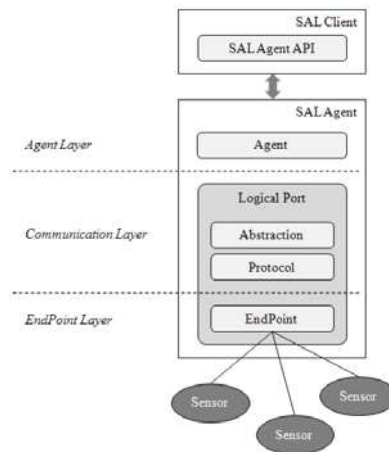 SAL Client
SAL Agent API
SAL Agent
Agent Layer
Agent
Logical Port
Communication Layer
Abstraction
Protocol
EndPoint Layer
EndPoint
Sensor
Sensor
Sensor